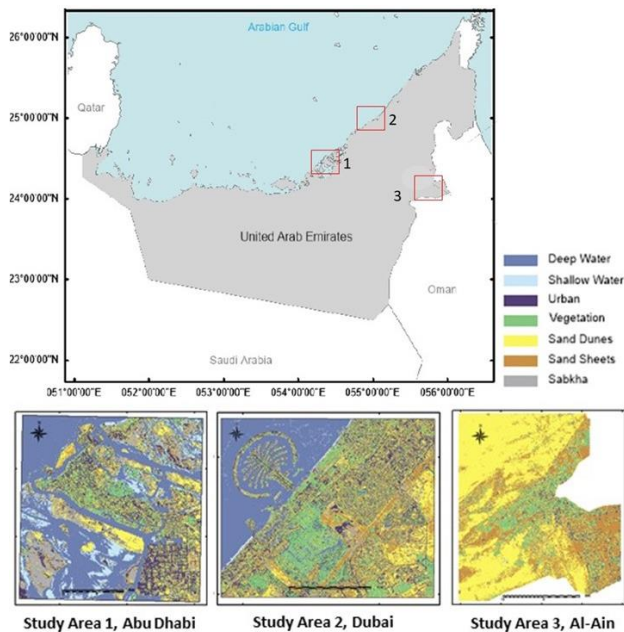 26°00'00"N
Arabian Gulf
Qatar
25°00'00"N
2
1
24°00'00"N
3
United Arab Emirates
23°00'00"N
Oman
22°00'00"N
Saudi Arabia
051°00'00"E 052°00'00"E 053°00'00"E 054°00'00"E 055°00'00"E 056°00'00"E
Deep Water
Shallow Water
Urban
Vegetation
Sand Dunes
Sand Sheets
Sabkha
Study Area 1, Abu Dhabi
Study Area 2, Dubai
Study Area 3, Al-Ain